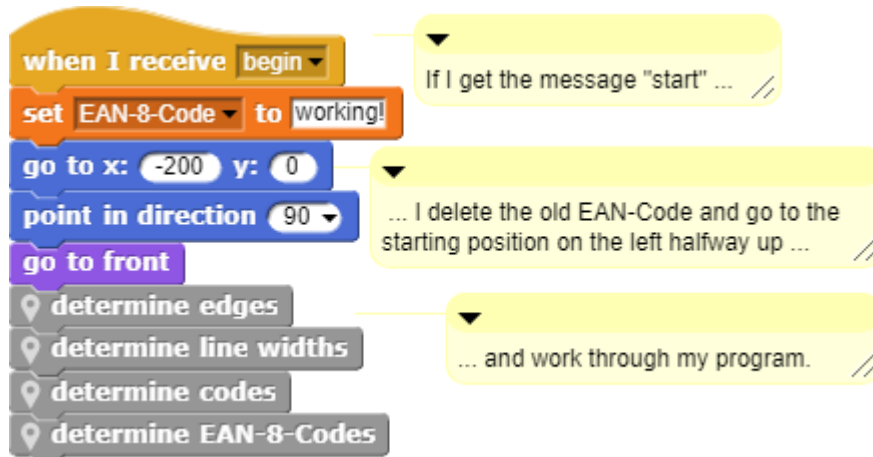 when I receive begin
If I get the message "start" ...
set EAN-8-Code to working!
go to x: -200 y: 0
point in direction 90
... I delete the old EAN-Code and go to the
starting position on the left halfway up ...
go to front
determine edges
determine line widths
... and work through my program.
determine codes
determine EAN-8-Codes